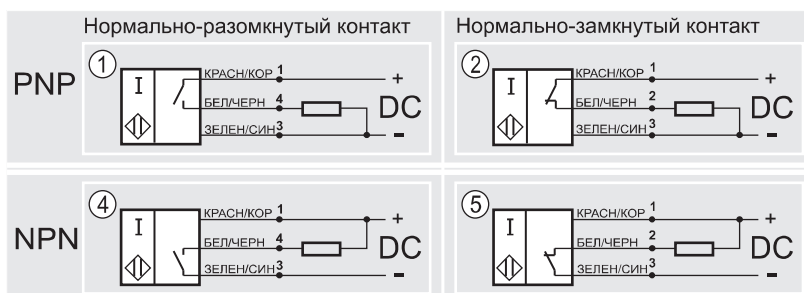 Нормально-разомкнутый контакт
Нормально-замкнутый контакт
PNP
1
I
КРАСН/КОР 1
+
БЕЛ/ЧЕРН 4
DC
ЗЕЛЕН/СИН 3
-
2
I
КРАСН/КОР 1
+
БЕЛ/ЧЕРН 2
DC
ЗЕЛЕН/СИН 3
-
NPN
4
I
КРАСН/КОР 1
+
БЕЛ/ЧЕРН 4
DC
ЗЕЛЕН/СИН 3
-
5
I
КРАСН/КОР 1
+
БЕЛ/ЧЕРН 2
DC
ЗЕЛЕН/СИН 3
-